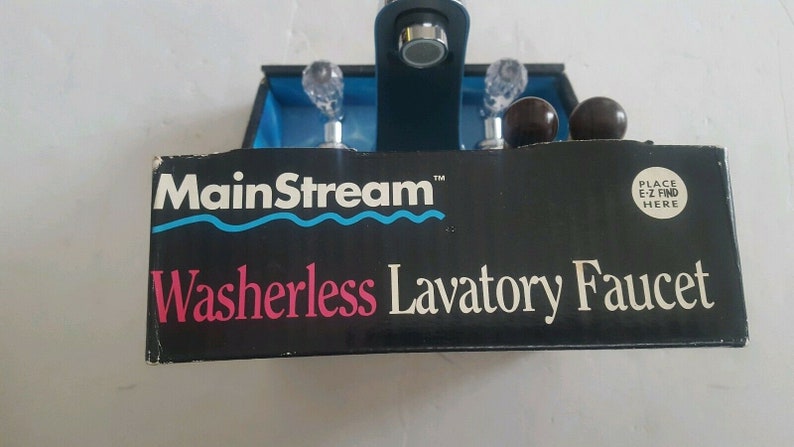 MainStream™
PLACE
E-Z FIND
HERE
Washerless Lavatory Faucet